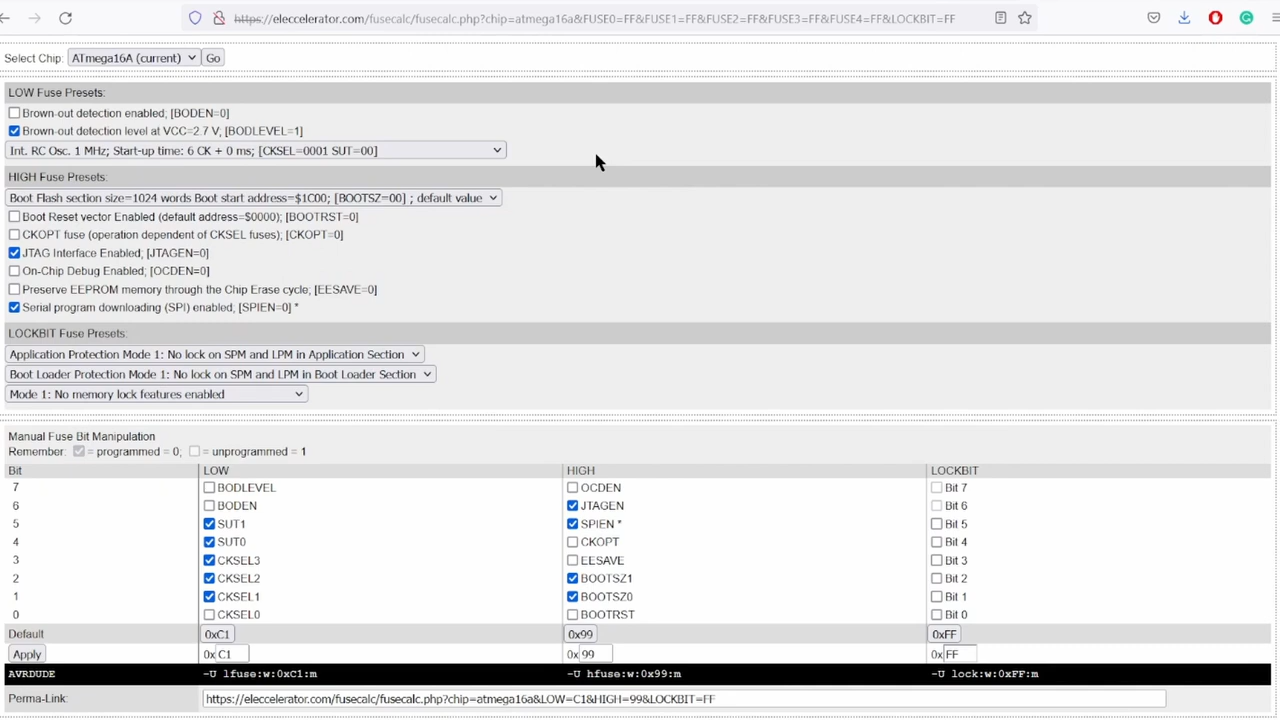 https://eleccelerator.com/fusecalc/fusecalc.php?chip=atmega16a&FUSE0=FF&FUSE1=FF&FUSE2=FF&FUSE3=FF&FUSE4=FF&LOCKBIT=FF
Select Chip: ATmega16A (current) Go
LOW Fuse Presets:
Brown-out detection enabled; [BODEN=0]
Brown-out detection level at VCC=2.7 V; [BODLEVEL=1]
Int. RC Osc. 1 MHz; Start-up time: 6 CK + 0 ms; [CKSEL=0001 SUT=00]
HIGH Fuse Presets:
Boot Flash section size=1024 words Boot start address=$1C00; [BOOTSZ=00] ; default value
Boot Reset vector Enabled (default address=$0000); [BOOTRST=0]
CKOPT fuse (operation dependent of CKSEL fuses); [CKOPT=0]
JTAG Interface Enabled; [JTAGEN=0]
On-Chip Debug Enabled; [OCDEN=0]
Preserve EEPROM memory through the Chip Erase cycle; [EESAVE=0]
Serial program downloading (SPI) enabled; [SPIEN=0] *
LOCKBIT Fuse Presets:
Application Protection Mode 1: No lock on SPM and LPM in Application Section
Boot Loader Protection Mode 1: No lock on SPM and LPM in Boot Loader Section
Mode 1: No memory lock features enabled
Manual Fuse Bit Manipulation
Remember: = programmed = 0; = unprogrammed = 1
Bit LOW HIGH LOCKBIT
7 BODLEVEL OCDEN Bit 7
6 BODEN JTAGEN Bit 6
5 SUT1 SPIEN * Bit 5
4 SUT0 CKOPT Bit 4
3 CKSEL3 EESAVE Bit 3
2 CKSEL2 BOOTSZ1 Bit 2
1 CKSEL1 BOOTSZ0 Bit 1
0 CKSEL0 BOOTRST Bit 0
Default 0xC1 0x99 0xFF
Apply 0x C1 0x 99 0x FF
AVRDUDE -U lfuse:w:0xC1:m -U hfuse:w:0x99:m -U lock:w:0xFF:m
Perma-Link: https://eleccelerator.com/fusecalc/fusecalc.php?chip=atmega16a&LOW=C1&HIGH=99&LOCKBIT=FF